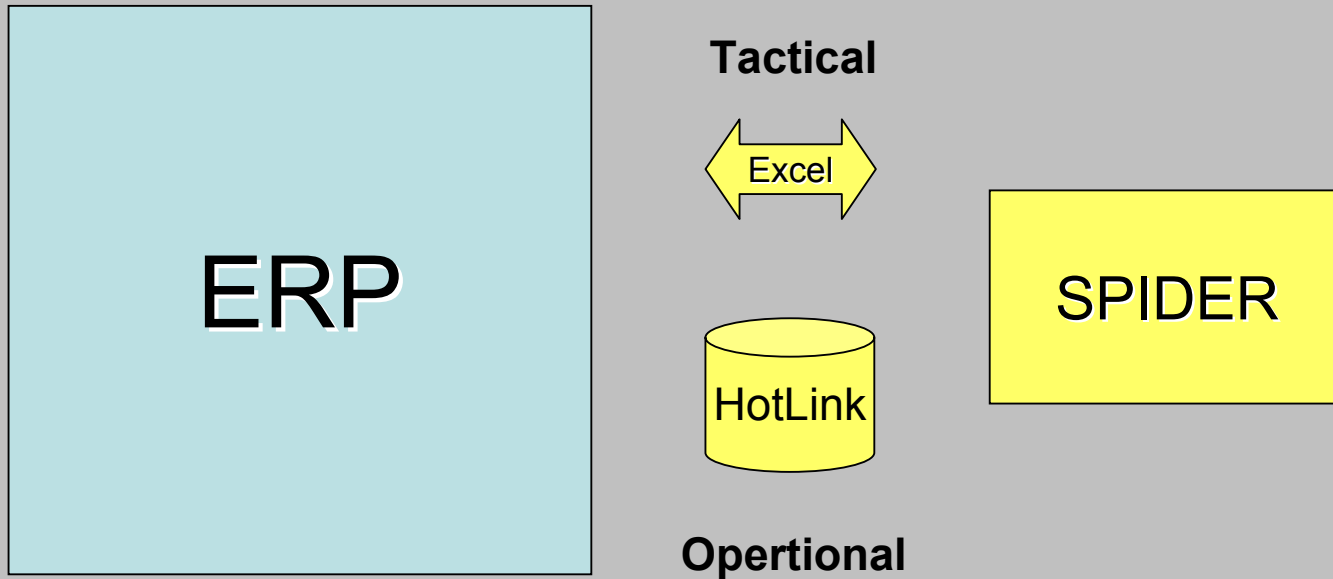 ERP
Tactical
Excel
HotLink
Opertional
SPIDER